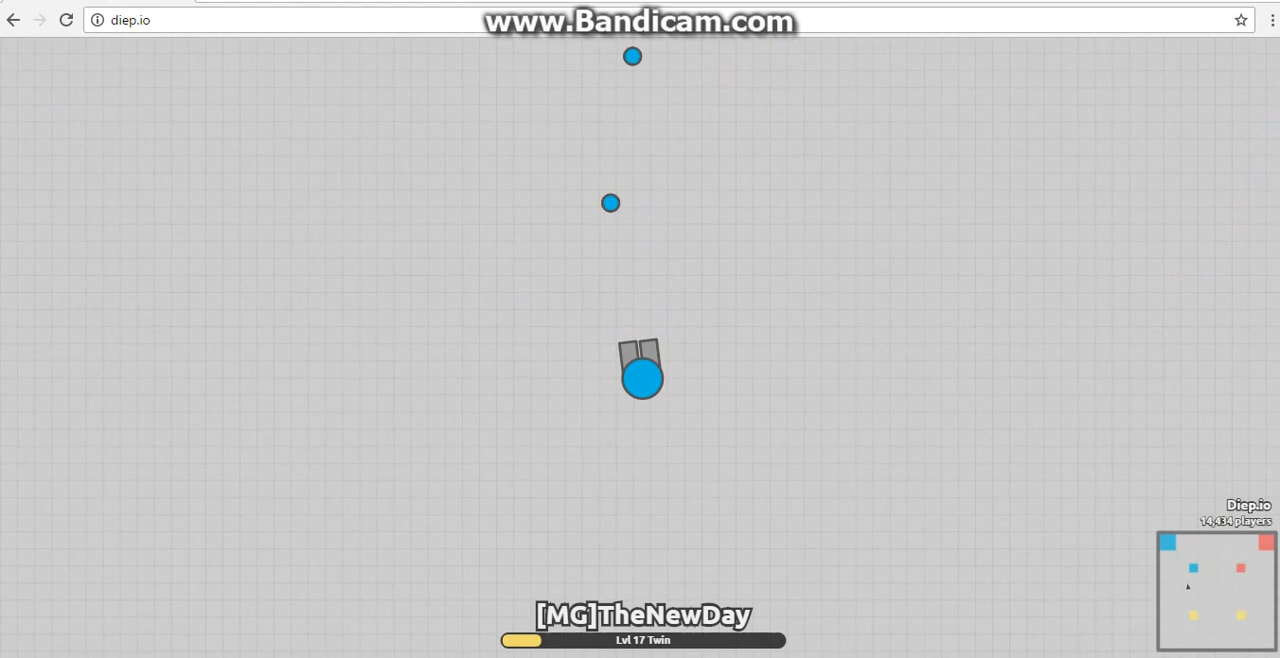 diep.io
www.Bandicam.com
Diep.io
14,434 players
[MG]TheNewDay
Lvl 17 Twin